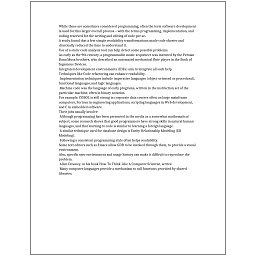 While these are sometimes considered programming, often the term software development
is used for this larger overall process – with the terms programming, implementation, and
coding reserved for the writing and editing of code per se.
A study found that a few simple readability transformations made code shorter and
drastically reduced the time to understand it.
Use of a static code analysis tool can help detect some possible problems.
As early as the 9th century, a programmable music sequencer was invented by the Persian
Banu Musa brothers, who described an automated mechanical flute player in the Book of
Ingenious Devices.
Integrated development environments (IDEs) aim to integrate all such help.
Techniques like Code refactoring can enhance readability.
Implementation techniques include imperative languages (object-oriented or procedural),
functional languages, and logic languages.
Machine code was the language of early programs, written in the instruction set of the
particular machine, often in binary notation.
For example, COBOL is still strong in corporate data centers often on large mainframe
computers, Fortran in engineering applications, scripting languages in Web development,
and C in embedded software.
Their jobs usually involve:
Although programming has been presented in the media as a somewhat mathematical
subject, some research shows that good programmers have strong skills in natural human
languages, and that learning to code is similar to learning a foreign language.
A similar technique used for database design is Entity-Relationship Modeling (ER
Modeling).
Following a consistent programming style often helps readability.
Some text editors such as Emacs allow GDB to be invoked through them, to provide a visual
environment.
Also, specific user environment and usage history can make it difficult to reproduce the
problem.
Allen Downey, in his book How To Think Like A Computer Scientist, writes:
Many computer languages provide a mechanism to call functions provided by shared
libraries.